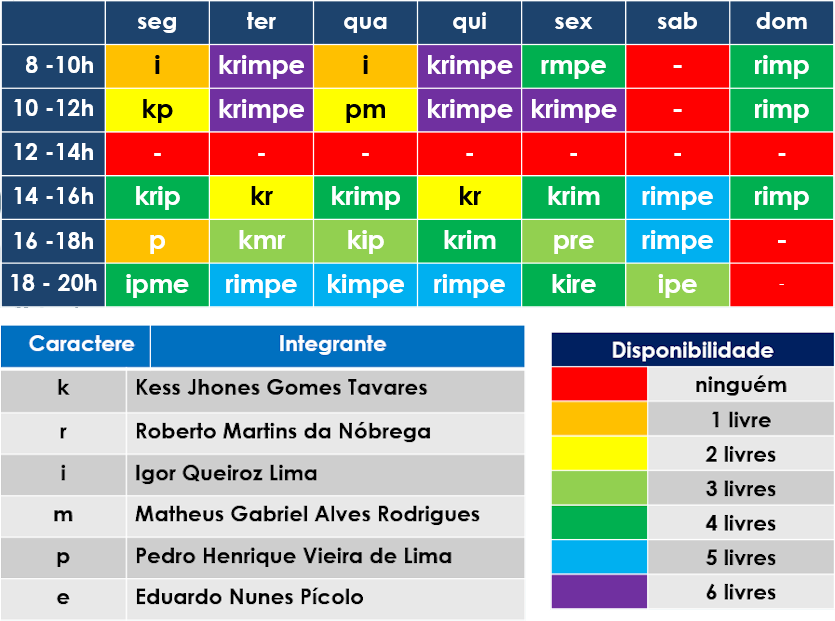 seg ter qua qui sex sab dom
8 -10h i krimpe i krimpe rmpe - rimp
10 -12h kp krimpe pm krimpe krimpe - rimp
12 -14h - - - - - - -
14 -16h krip kr krimp kr krim rimpe rimp
16 -18h p kmr kip krim pre rimpe -
18 - 20h ipme rimpe kimpe rimpe kire ipe -
Caractere Integrante
k Kess Jhones Gomes Tavares
r Roberto Martins da Nóbrega
i Igor Queiroz Lima
m Matheus Gabriel Alves Rodrigues
p Pedro Henrique Vieira de Lima
e Eduardo Nunes Pícolo
Disponibilidade
ninguém
1 livre
2 livres
3 livres
4 livres
5 livres
6 livres